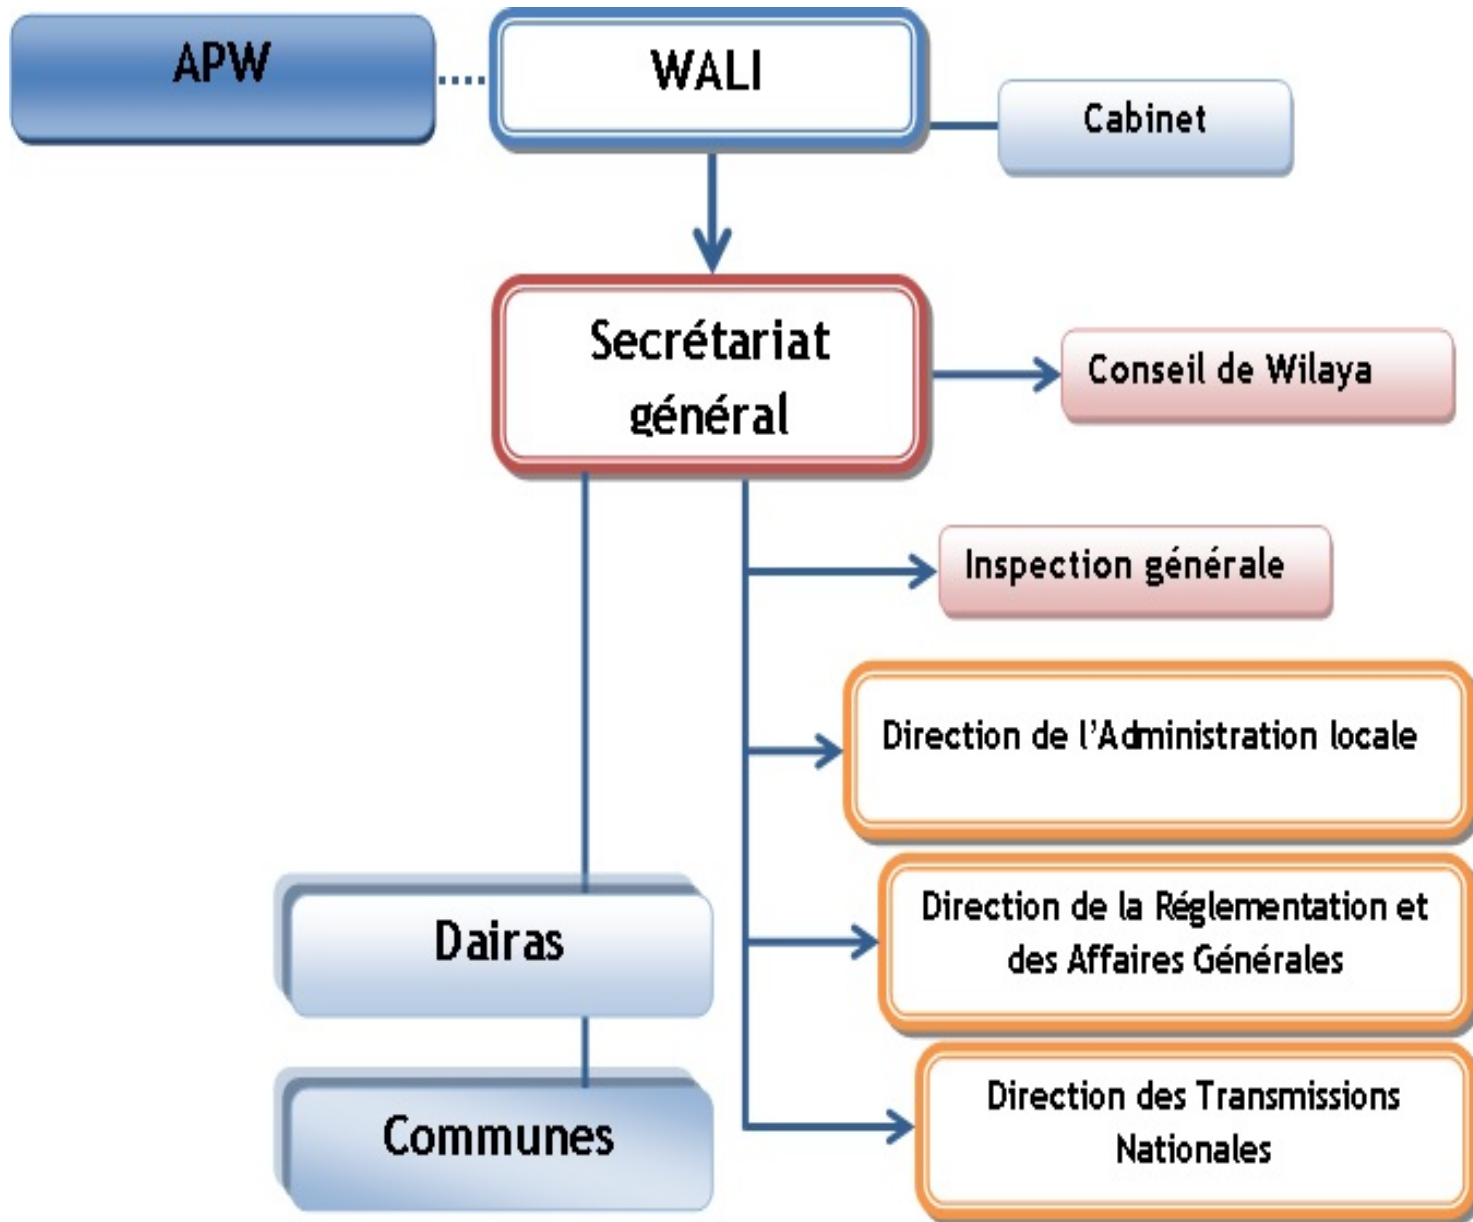 APW
WALI
Cabinet
Secrétariat
général
Conseil de Wilaya
Inspection générale
Direction de l'Administration locale
Direction de la Réglementation et
des Affaires Générales
Dairas
Direction des Transmissions
Nationales
Communes